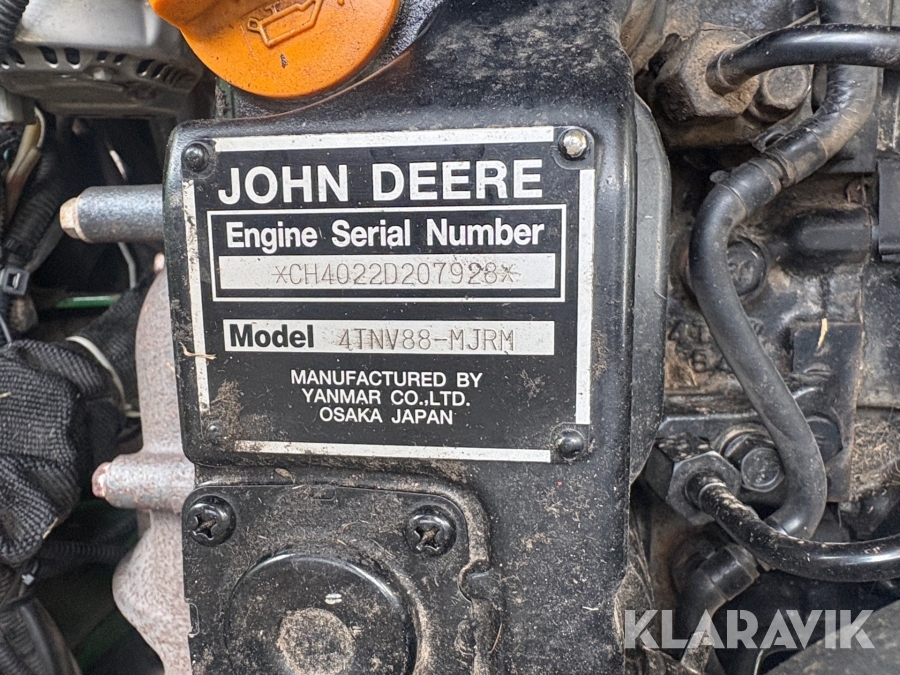 JOHN DEERE
Engine Serial Number
*CH4022D207928*
Model 4TNV88-MJRM
MANUFACTURED BY
YANMAR CO.,LTD.
OSAKA JAPAN
KLARAVIK